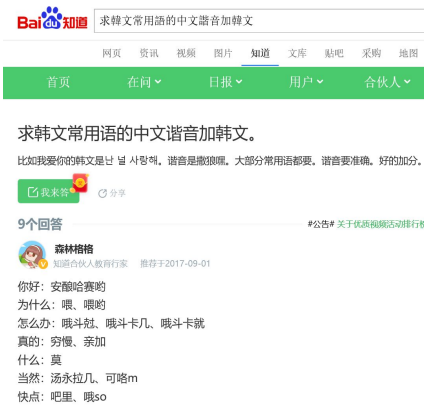 Bai du 知道
求韓文常用語的中文諧音加韓文
网页 资讯 视频 图片 知道 文库 贴吧 采购 地图
首页 在问 日报 用户 合伙人
求韩文常用语的中文谐音加韩文。
比如我爱你的韩文是난 널 사랑해。谐音是撒狼嘿。大部分常用语都要。谐音要准确。好的加分。
我来答 分享
9个回答 #公告# 关于优质视频活动排行榜
森林格格
知道合伙人教育行家 推荐于2017-09-01
你好：安酿哈赛哟
为什么：喂、喂哟
怎么办：哦斗尅、哦斗卡几、哦斗卡就
真的：穷慢、亲加
什么：莫
当然：汤永拉几、可咯m
快点：吧里、哦so